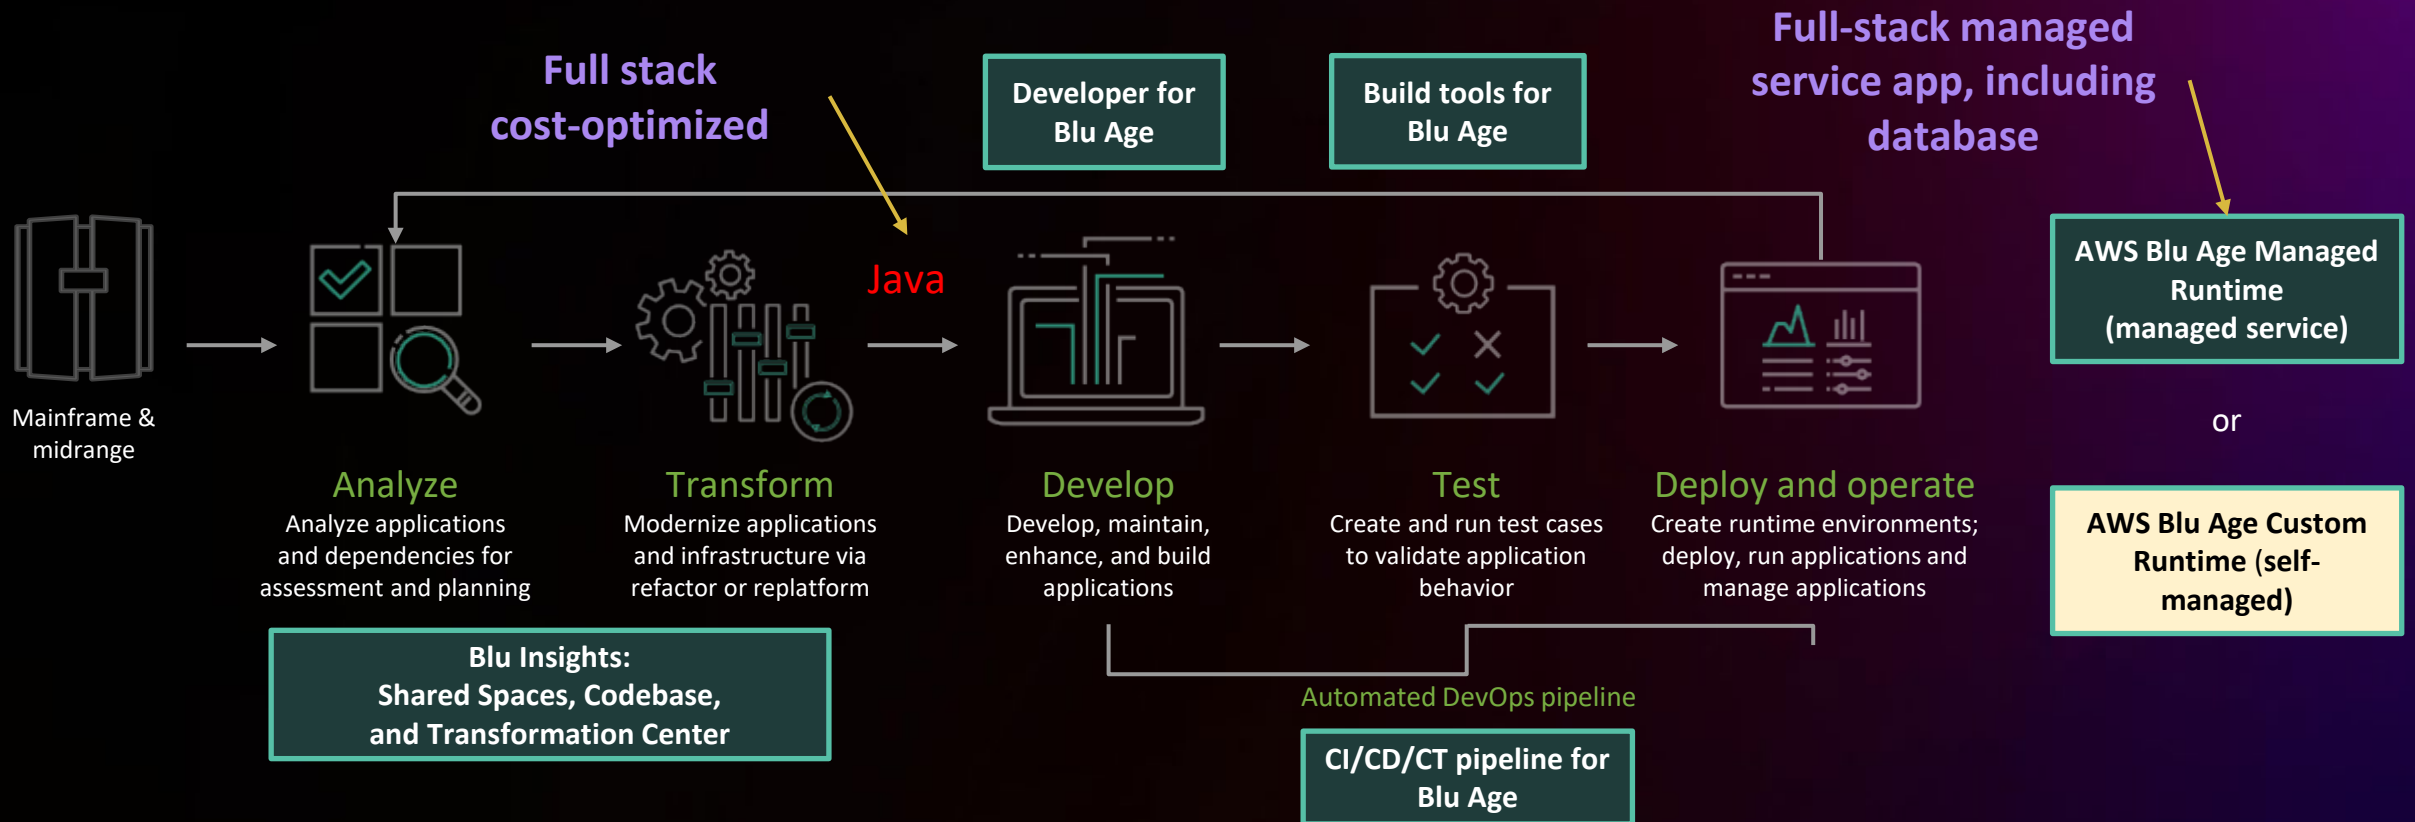 Full stack
cost-optimized
Developer for
Blu Age
Build tools for
Blu Age
Full-stack managed
service app, including
database
Java
AWS Blu Age Managed
Runtime
(managed service)
or
AWS Blu Age Custom
Runtime (self-
managed)
Mainframe &
midrange
Analyze
Analyze applications
and dependencies for
assessment and planning
Transform
Modernize applications
and infrastructure via
refactor or replatform
Develop
Develop, maintain,
enhance, and build
applications
Test
Create and run test cases
to validate application
behavior
Deploy and operate
Create runtime environments;
deploy, run applications and
manage applications
Blu Insights:
Shared Spaces, Codebase,
and Transformation Center
Automated DevOps pipeline
CI/CD/CT pipeline for
Blu Age